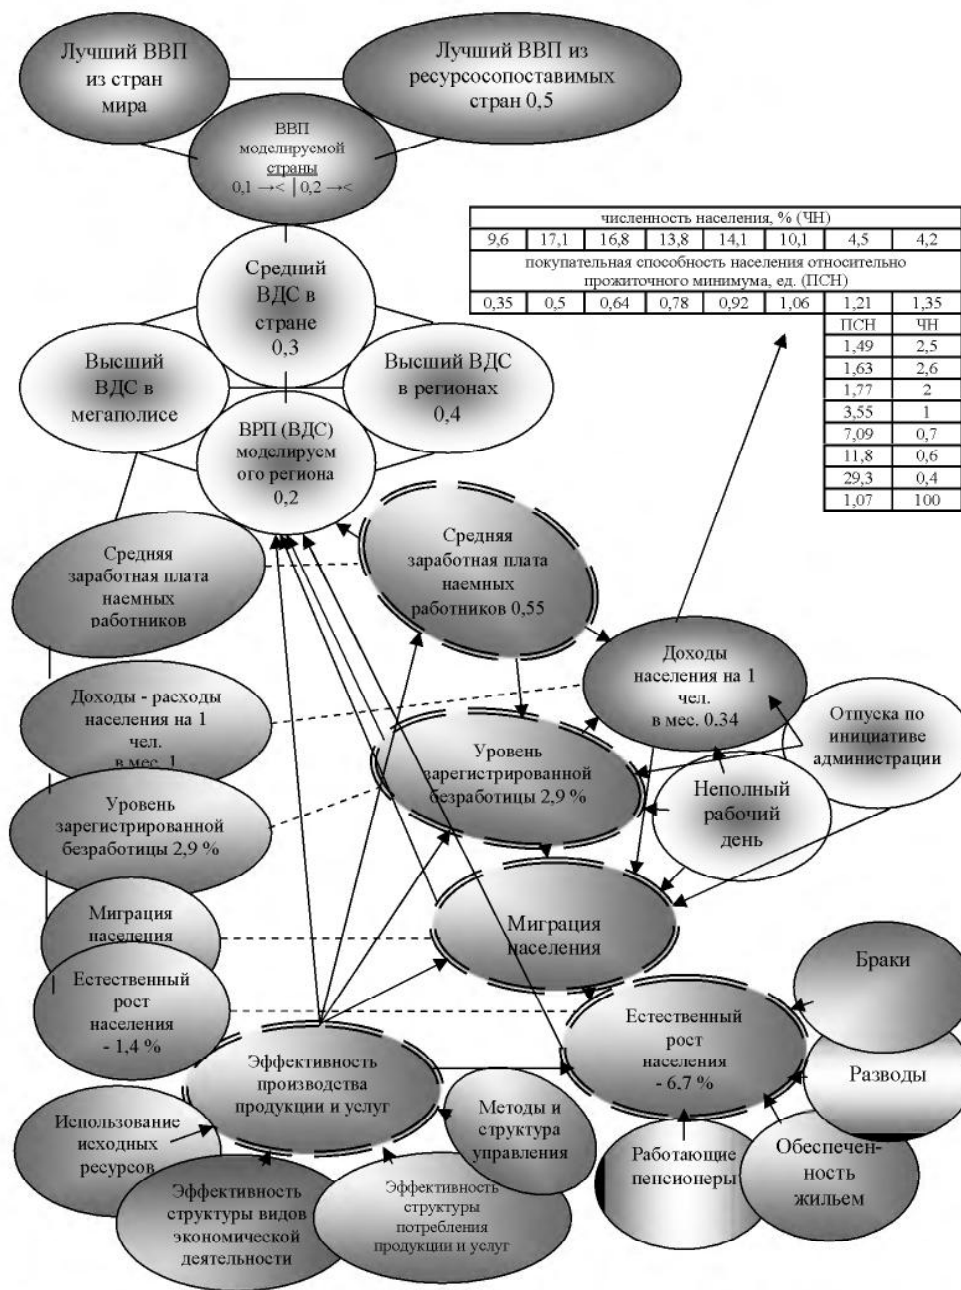 Лучший ВВП
из стран
мира
Лучший ВВП из
ресурсосопоставимых
стран 0,5
ВВП
моделируемой
страны
0,1 →< | 0,2 →<
численность населения, % (ЧН)
9,6 17,1 16,8 13,8 14,1 10,1 4,5 4,2
покупательная способность населения относительно
прожиточного минимума, ед. (ПСН)
0,35 0,5 0,64 0,78 0,92 1,06 1,21 1,35
ПСН ЧН
1,49 2,5
1,63 2,6
1,77 2
3,55 1
7,09 0,7
11,8 0,6
29,3 0,4
1,07 100
Средний
ВДС в
стране
0,3
Высший
ВДС в
мегаполисе
Высший ВДС
в регионах
0,4
ВРП (ВДС)
моделируем
ого региона
0,2
Средняя
заработная плата
наемных
работников
Средняя
заработная плата
наемных
работников 0,55
Доходы - расходы
населения на 1
чел.
в мес. 1
Доходы
населения на 1
чел.
в мес. 0.34
Отпуска по
инициативе
администрации
Уровень
зарегистрированной
безработицы 2,9 %
Уровень
зарегистрированной
безработицы 2,9 %
Неполный
рабочий
день
Миграция
населения
Миграция
населения
Естественный
рост
населения
- 1,4 %
Естественный
рост
населения
- 6,7 %
Браки
Разводы
Обеспечен-
ность
жильем
Работающие
пенсионеры
Эффективность
производства
продукции и услуг
Использование
исходных
ресурсов
Методы и
структура
управления
Эффективность
структуры видов
экономической
деятельности
Эффективность
структуры
потребления
продукции и услуг